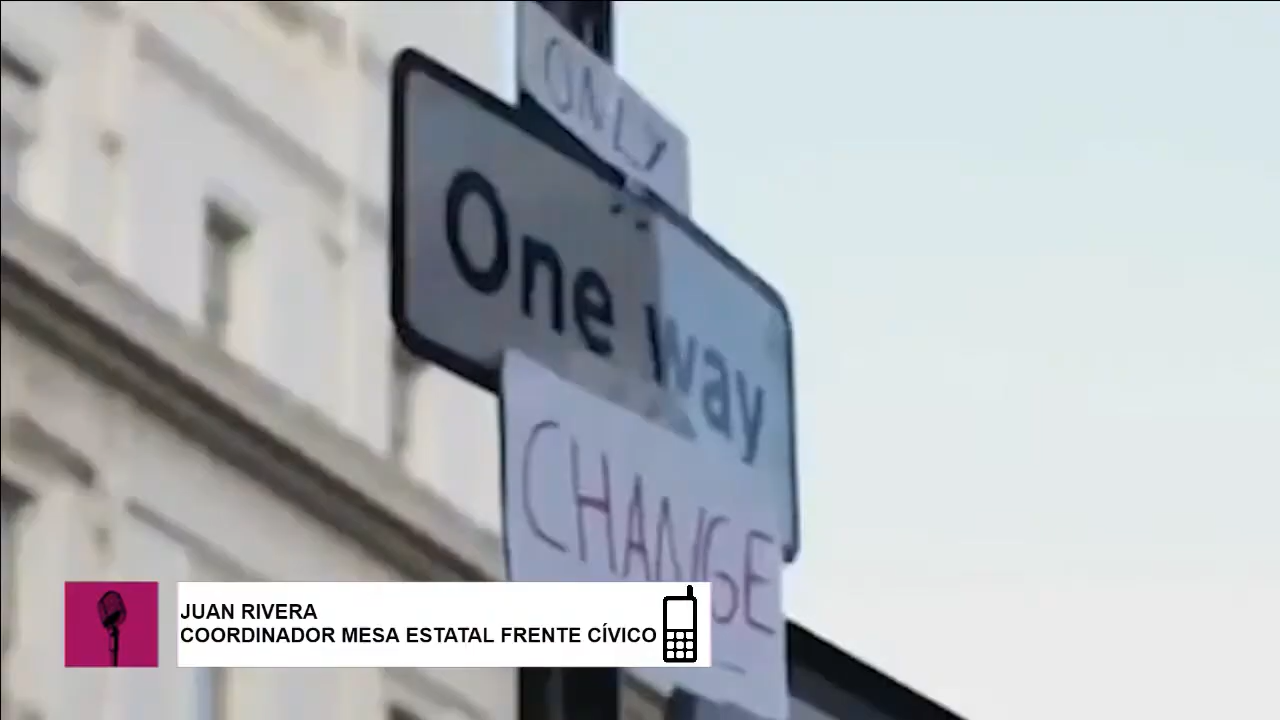 ONLY
One way
CHANGE
JUAN RIVERA
COORDINADOR MESA ESTATAL FRENTE CÍVICO